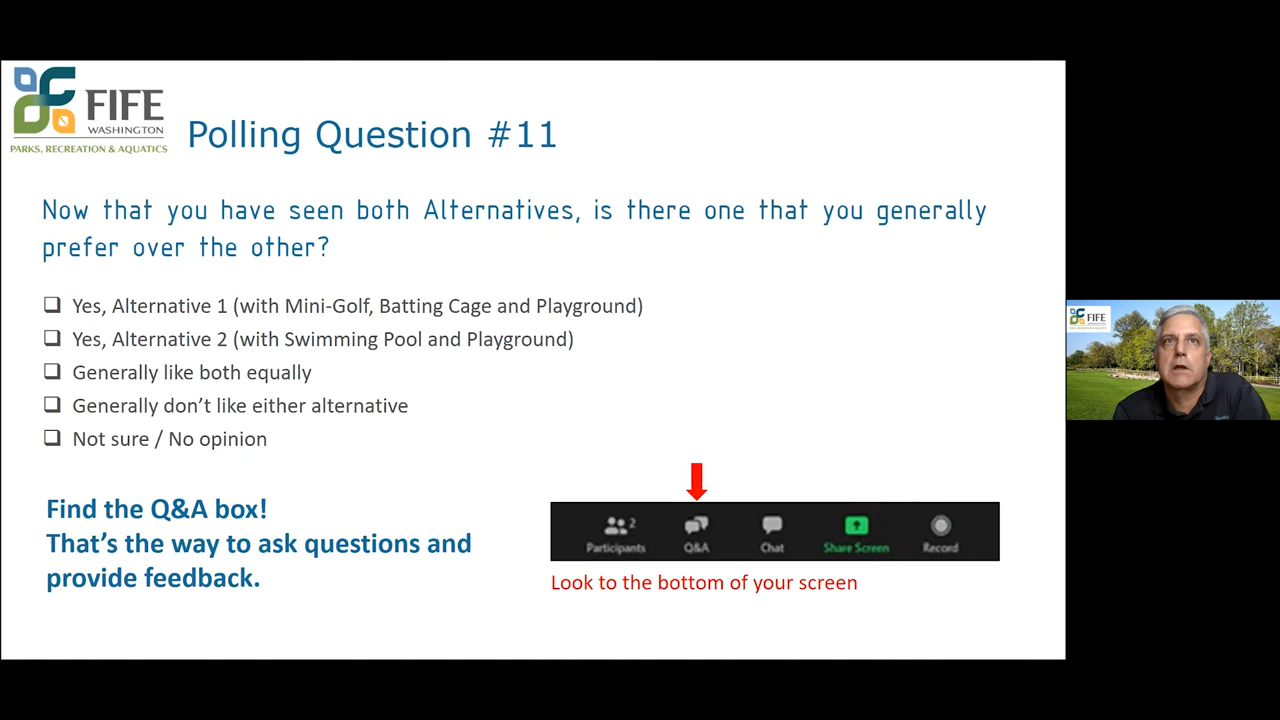 FIFE
WASHINGTON
PARKS, RECREATION & AQUATICS
Polling Question #11
Now that you have seen both Alternatives, is there one that you generally
prefer over the other?
Yes, Alternative 1 (with Mini-Golf, Batting Cage and Playground)
Yes, Alternative 2 (with Swimming Pool and Playground)
Generally like both equally
Generally don't like either alternative
Not sure / No opinion
Find the Q&A box!
That's the way to ask questions and
provide feedback.
2
Participants
Q&A
Chat
Share Screen
Record
Look to the bottom of your screen
FIFE